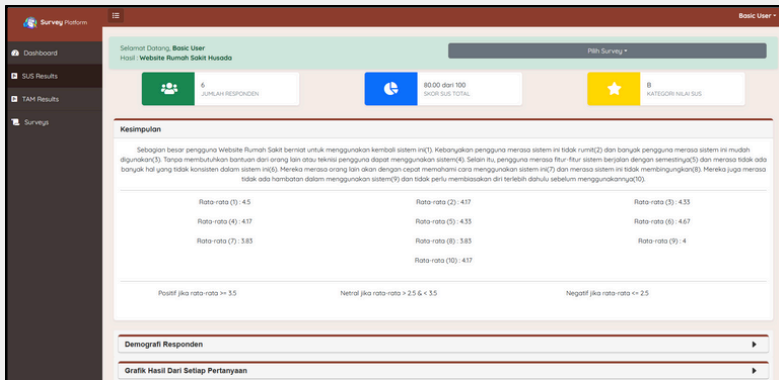 Survey Platform
Basic User
Dashboard
SUS Results
TAM Results
Surveys
Selamat Datang, Basic User
Hasil : Website Rumah Sakit Husada
Pilih Survey
6
JUMLAH RESPONDEN
80.00 dari 100
SKOR SUS TOTAL
B
KATEGORI NILAI SUS
Kesimpulan
Sebagian besar pengguna Website Rumah Sakit berniat untuk menggunakan kembali sistem ini(1). Kebanyakan pengguna merasa sistem ini tidak rumit(2) dan banyak pengguna merasa sistem ini mudah
digunakan(3). Tanpa membutuhkan bantuan dari orang lain atau teknisi pengguna dapat menggunakan sistem(4). Selain itu, pengguna merasa fitur-fitur sistem berjalan dengan semestinya(5) dan merasa tidak ada
banyak hal yang tidak konsisten dalam sistem ini(6). Mereka merasa orang lain akan dengan cepat memahami cara menggunakan sistem ini(7) dan merasa sistem ini tidak membingungkan(8). Mereka juga merasa
tidak ada hambatan dalam menggunakan sistem(9) dan tidak perlu membiasakan diri terlebih dahulu sebelum menggunakannya(10).
Rata-rata (1) : 4.5
Rata-rata (2) : 4.17
Rata-rata (3) : 4.33
Rata-rata (4) : 4.17
Rata-rata (5) : 4.33
Rata-rata (6) : 4.67
Rata-rata (7) : 3.83
Rata-rata (8) : 3.83
Rata-rata (9) : 4
Rata-rata (10) : 4.17
Positif jika rata-rata >= 3.5
Netral jika rata-rata > 2.5 & < 3.5
Negatif jika rata-rata <= 2.5
Demografi Responden
Grafik Hasil Dari Setiap Pertanyaan